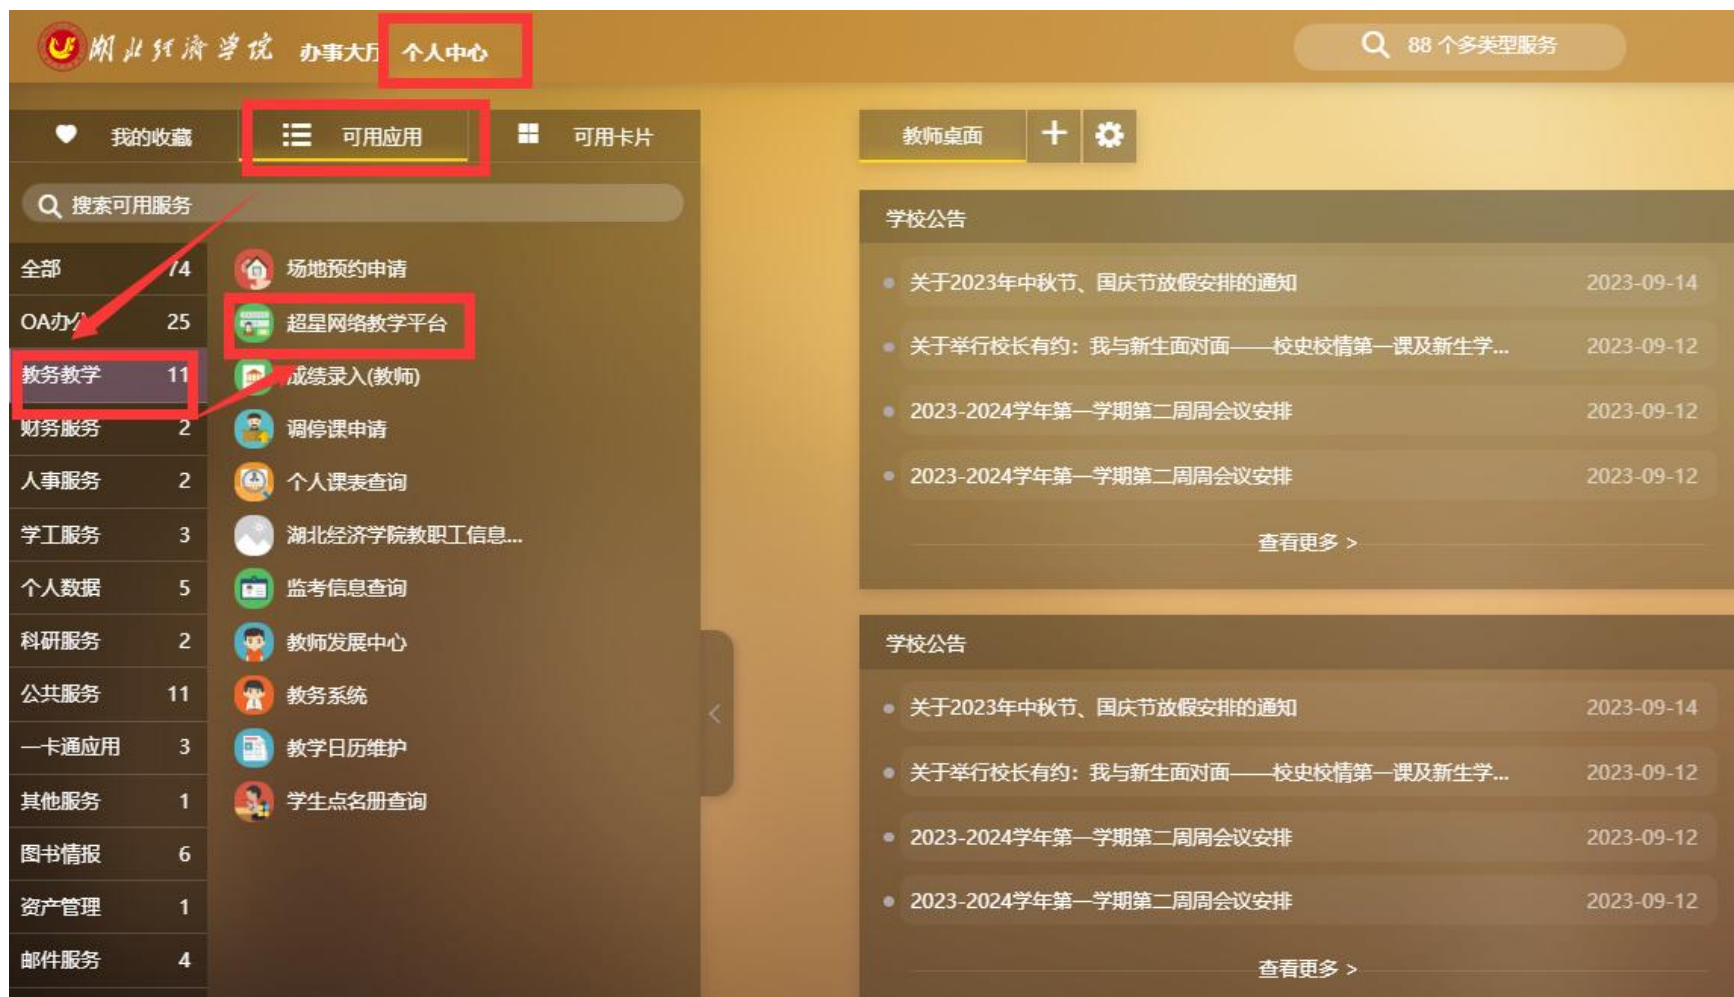 湖北经济学院 办事大厅 个人中心
88 个多类型服务
我的收藏 可用应用 可用卡片
搜索可用服务
全部 74
OA办公 25
教务教学 11
财务服务 2
人事服务 2
学工服务 3
个人数据 5
科研服务 2
公共服务 11
一卡通应用 3
其他服务 1
图书情报 6
资产管理 1
邮件服务 4
场地预约申请
超星网络教学平台
成绩录入(教师)
调停课申请
个人课表查询
湖北经济学院教职工信息...
监考信息查询
教师发展中心
教务系统
教学日历维护
学生点名册查询
教师桌面
学校公告
关于2023年中秋节、国庆节放假安排的通知 2023-09-14
关于举行校长有约：我与新生面对面——校史校情第一课及新生学... 2023-09-12
2023-2024学年第一学期第二周周会议安排 2023-09-12
2023-2024学年第一学期第二周周会议安排 2023-09-12
查看更多 >
学校公告
关于2023年中秋节、国庆节放假安排的通知 2023-09-14
关于举行校长有约：我与新生面对面——校史校情第一课及新生学... 2023-09-12
2023-2024学年第一学期第二周周会议安排 2023-09-12
2023-2024学年第一学期第二周周会议安排 2023-09-12
查看更多 >